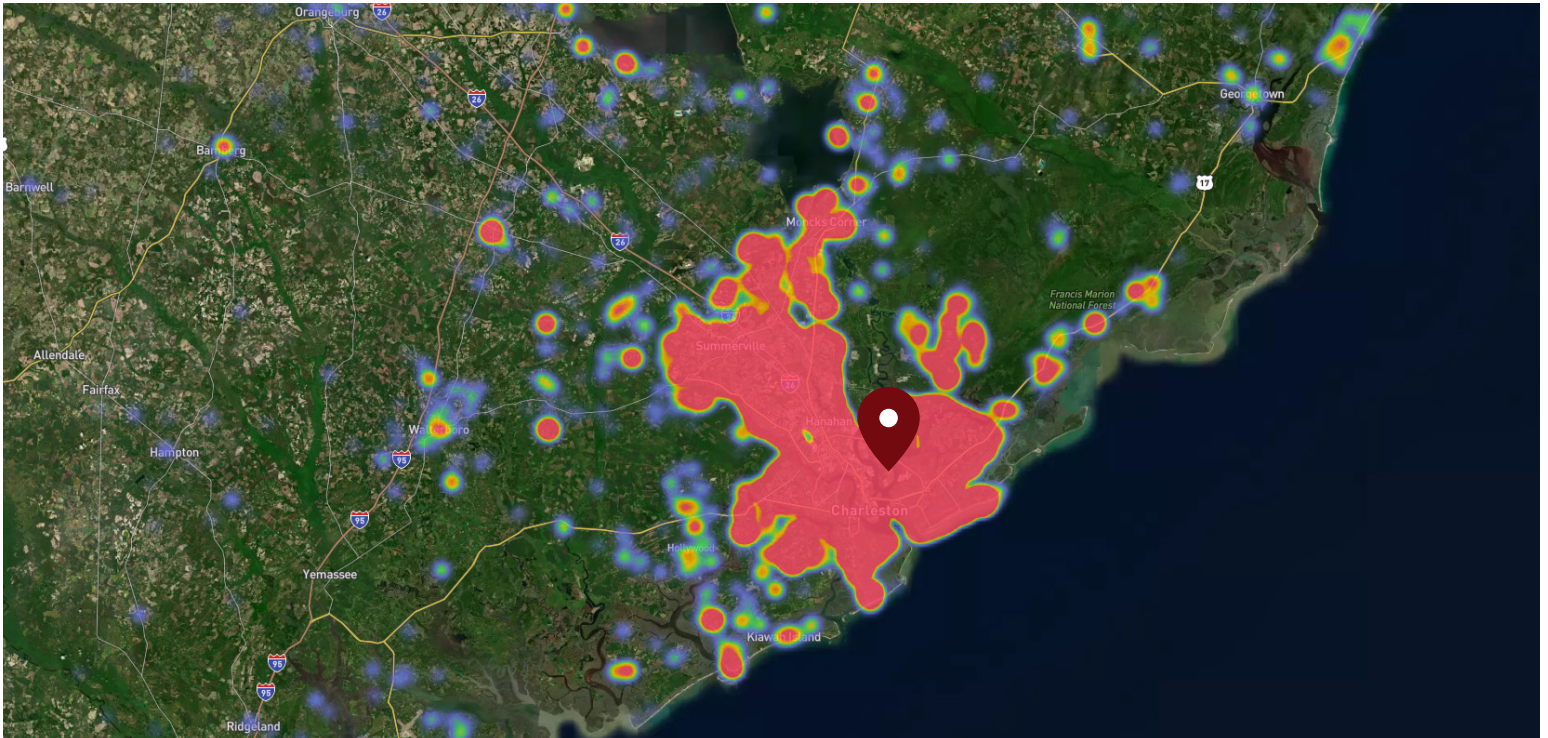 Orangeburg
26
26
Georgetown
Bamberg
17
Barnwell
Moncks Corner
26
Francis Marion
National Forest
Summerville
Allendale
26
Fairfax
Hanahan
Walterboro
Hampton
95
Charleston
95
Hollywood
Yemassee
Kiawah Island
95
95
Ridgeland